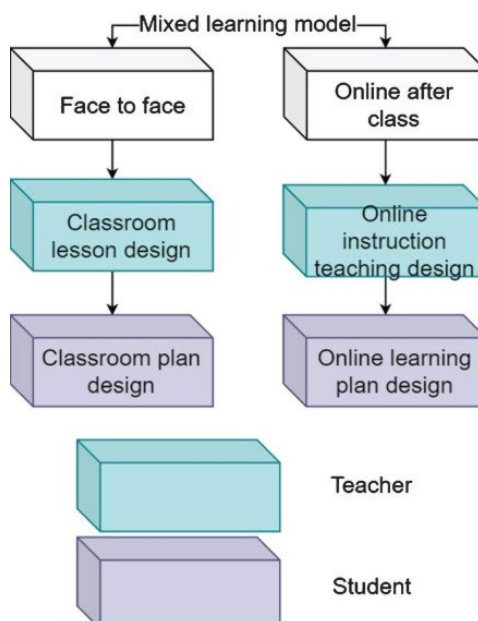 Mixed learning model
Face to face
Online after
class
Classroom
lesson design
Online
instruction
teaching design
Classroom plan
design
Online learning
plan design
Teacher
Student